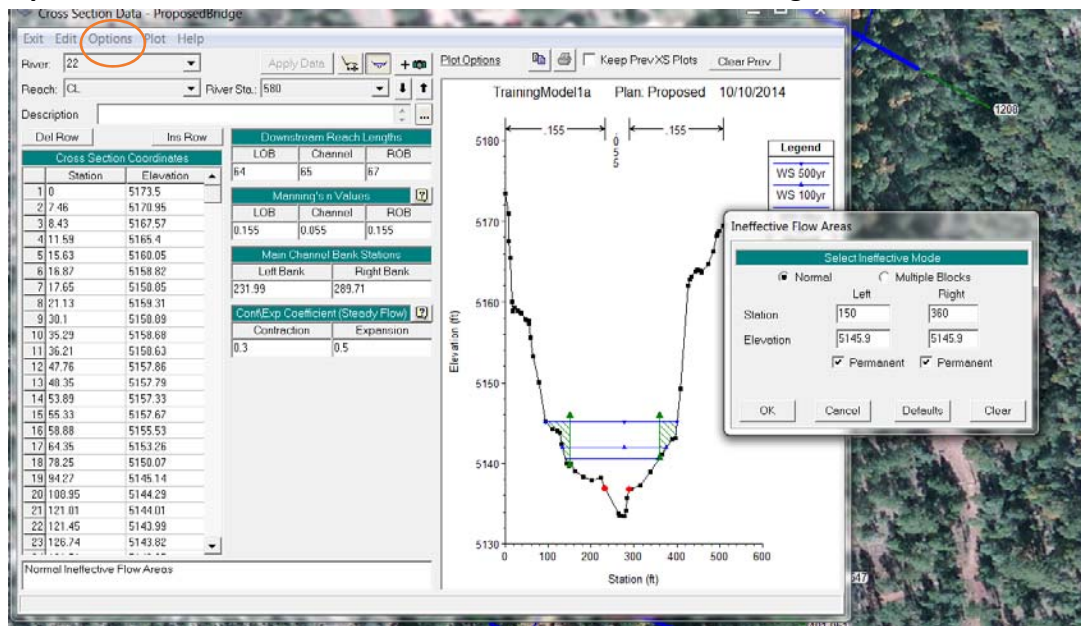 Cross Section Data - ProposedBridge
Exit Edit Options Plot Help
River: 22
Apply Data
Plot Options
Keep Prev XS Plots
Clear Prev
Reach: CL
River Sta.: 580
Description
...
Del Row
Ins Row
Cross Section Coordinates
Station Elevation
1 0 5173.5
2 7.46 5170.95
3 8.43 5167.57
4 11.59 5165.4
5 15.63 5160.05
6 16.87 5158.82
7 17.65 5158.85
8 21.13 5159.31
9 30.1 5158.89
10 35.29 5158.68
11 36.21 5158.63
12 47.76 5157.86
13 48.35 5157.79
14 53.89 5157.33
15 55.33 5157.67
16 58.88 5155.53
17 64.35 5153.26
18 78.25 5150.07
19 94.27 5145.14
20 108.95 5144.29
21 121.01 5144.01
22 121.45 5143.99
23 126.74 5143.82
Downstream Reach Lengths
LOB Channel ROB
64 65 67
Manning's n Values
?
LOB Channel ROB
0.155 0.055 0.155
Main Channel Bank Stations
Left Bank Right Bank
231.99 289.71
Cont\Exp Coefficient (Steady Flow)
?
Contraction Expansion
0.3 0.5
Normal Ineffective Flow Areas
TrainingModel1a Plan: Proposed 10/10/2014
.155
.055
.155
Legend
WS 500yr
WS 100yr
5180
5170
5160
5150
5140
5130
Elevation (ft)
0 100 200 300 400 500 600
Station (ft)
Ineffective Flow Areas
Select Ineffective Mode
Normal
Multiple Blocks
Left Right
Station 150 360
Elevation 5145.9 5145.9
Permanent Permanent
OK Cancel Defaults Clear
1208